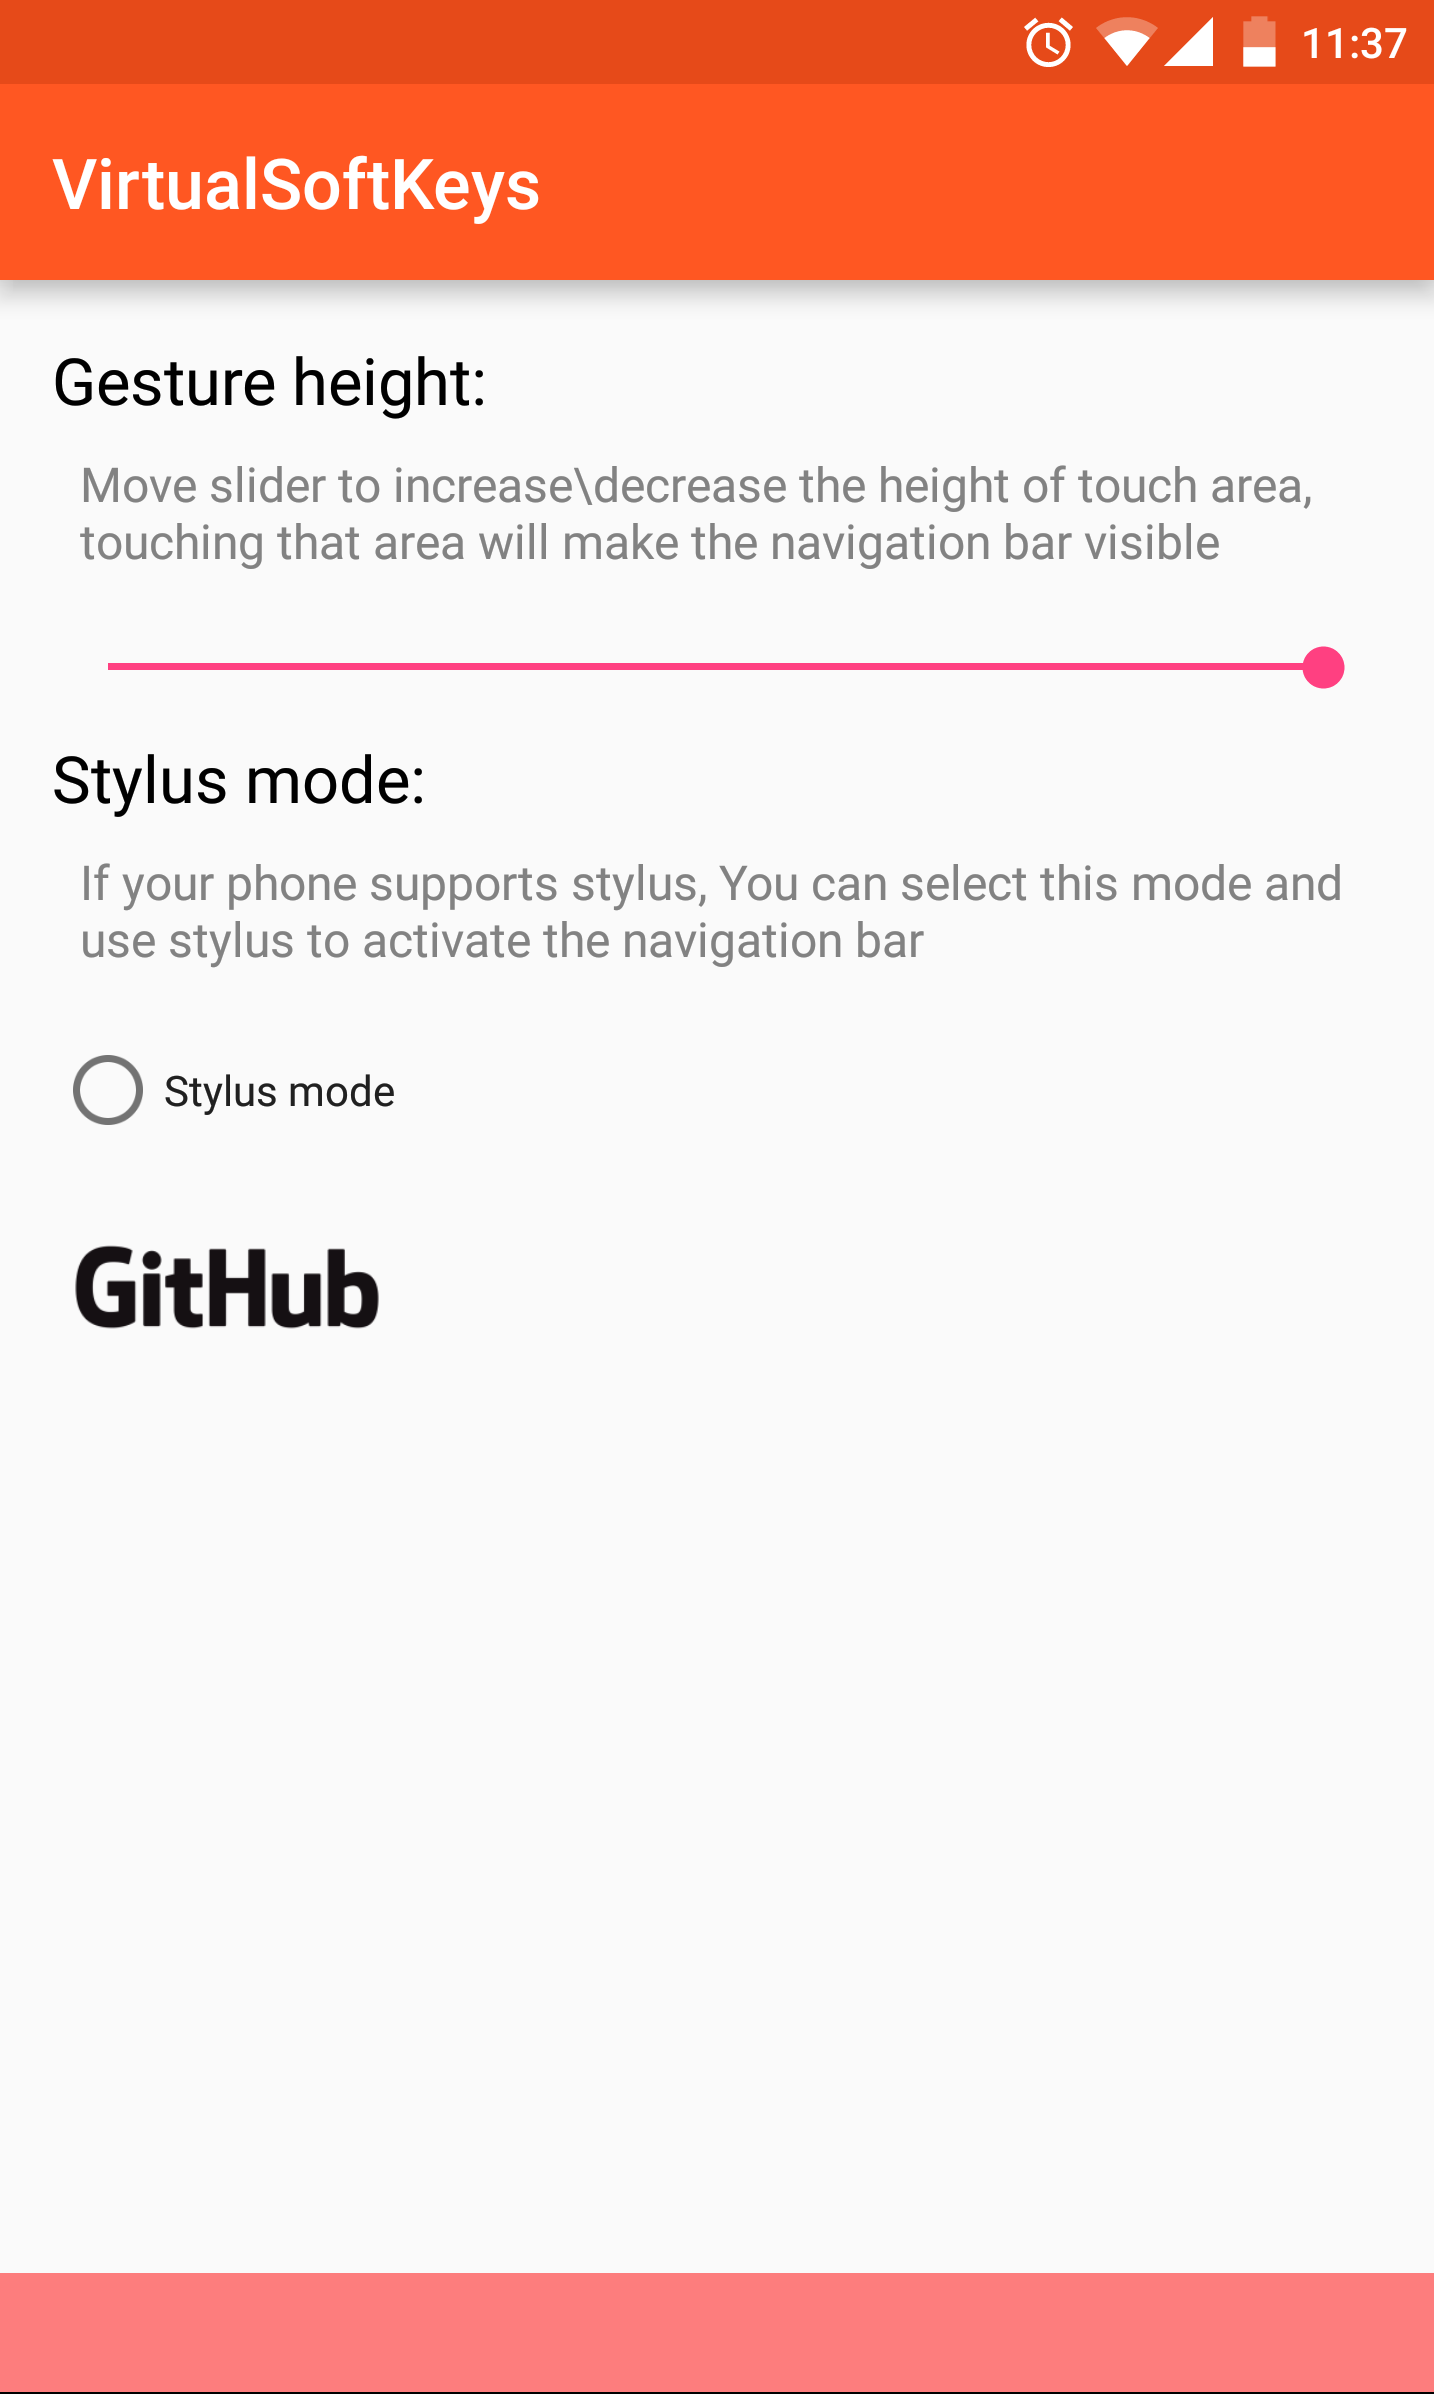 11:37
VirtualSoftKeys
Gesture height:
Move slider to increase\decrease the height of touch area,
touching that area will make the navigation bar visible
Stylus mode:
If your phone supports stylus, You can select this mode and
use stylus to activate the navigation bar
Stylus mode
GitHub